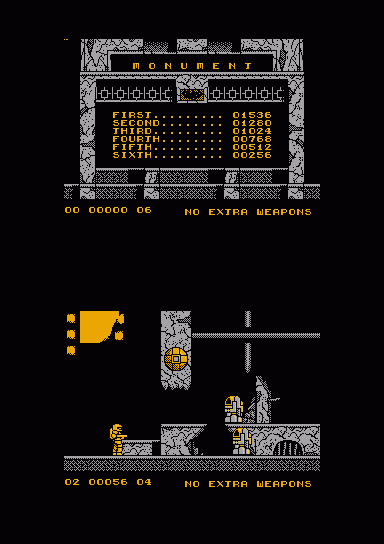 MONUMENT
FIRST......... 01536
SECOND........ 01280
THIRD......... 01024
FOURTH........ 00768
FIFTH......... 00512
SIXTH......... 00256
00 00000 06 NO EXTRA WEAPONS
02 00056 04 NO EXTRA WEAPONS